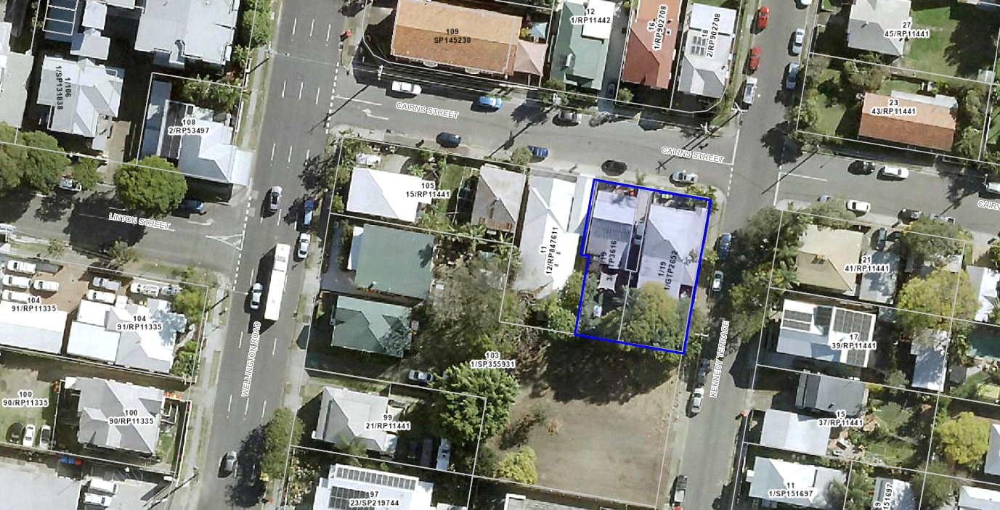 109
SP145230
12
1/RP11442
16
1/RP902708
18
2/RP902708
27
45/RP11441
1/106
1/SP131838
108
2/RP53497
CAIRNS STREET
23
43/RP11441
CAIRNS STREET
105
15/RP11441
LINTON STREET
11
12/RP847611
1/19
1/GTP2652
21
41/RP11441
104
91/RP11335
104
91/RP11335
WELLINGTON ROAD
103
1/SP355931
KENNEDY TERRACE
17
39/RP11441
100
90/RP11335
100
90/RP11335
99
21/RP11441
15
37/RP11441
97
23/SP219744
11
1/SP151697